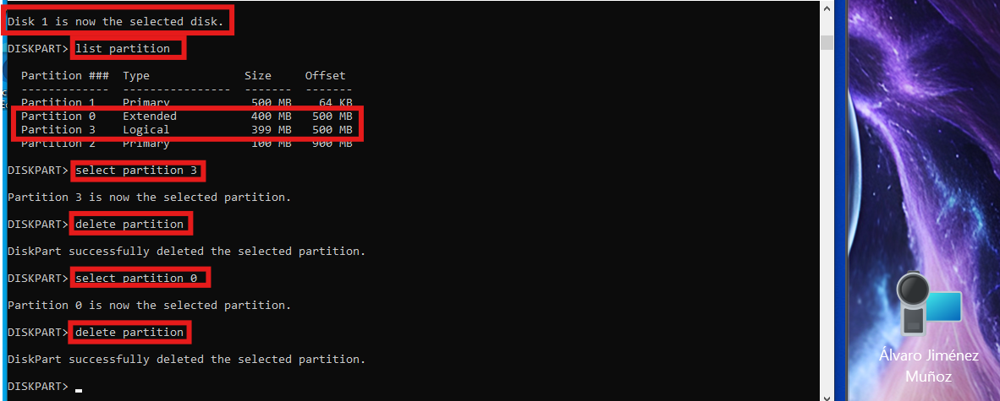 Disk 1 is now the selected disk.
DISKPART> list partition
Partition ### Type Size Offset
------------- ---------------- ------- -------
Partition 1 Primary 500 MB 64 KB
Partition 0 Extended 400 MB 500 MB
Partition 3 Logical 399 MB 500 MB
Partition 2 Primary 100 MB 900 MB
DISKPART> select partition 3
Partition 3 is now the selected partition.
DISKPART> delete partition
DiskPart successfully deleted the selected partition.
DISKPART> select partition 0
Partition 0 is now the selected partition.
DISKPART> delete partition
DiskPart successfully deleted the selected partition.
DISKPART>
Álvaro Jiménez
Muñoz